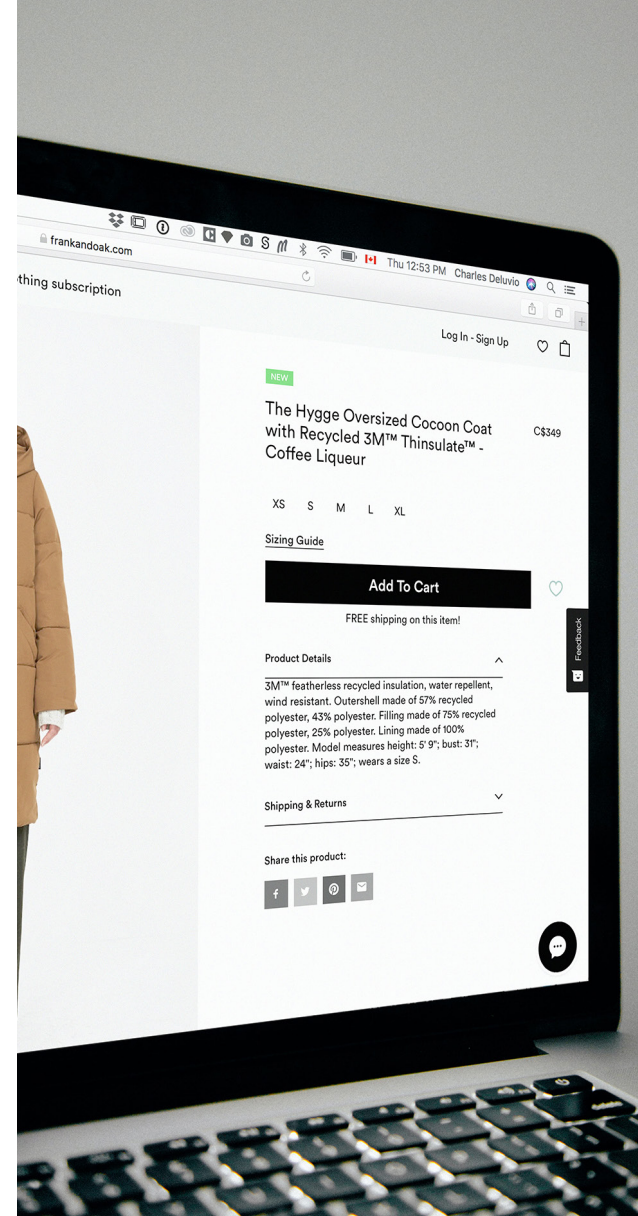 frankandoak.com
Thu 12:53 PM Charles Deluvio
othing subscription
Log In - Sign Up
NEW
The Hygge Oversized Cocoon Coat
with Recycled 3M™ Thinsulate™ -
Coffee Liqueur
C$349
XS S M L XL
Sizing Guide
Add To Cart
FREE shipping on this item!
Feedback
Product Details
3M™ featherless recycled insulation, water repellent,
wind resistant. Outershell made of 57% recycled
polyester, 43% polyester. Filling made of 75% recycled
polyester, 25% polyester. Lining made of 100%
polyester. Model measures height: 5' 9"; bust: 31";
waist: 24"; hips: 35"; wears a size S.
Shipping & Returns
Share this product:
delete